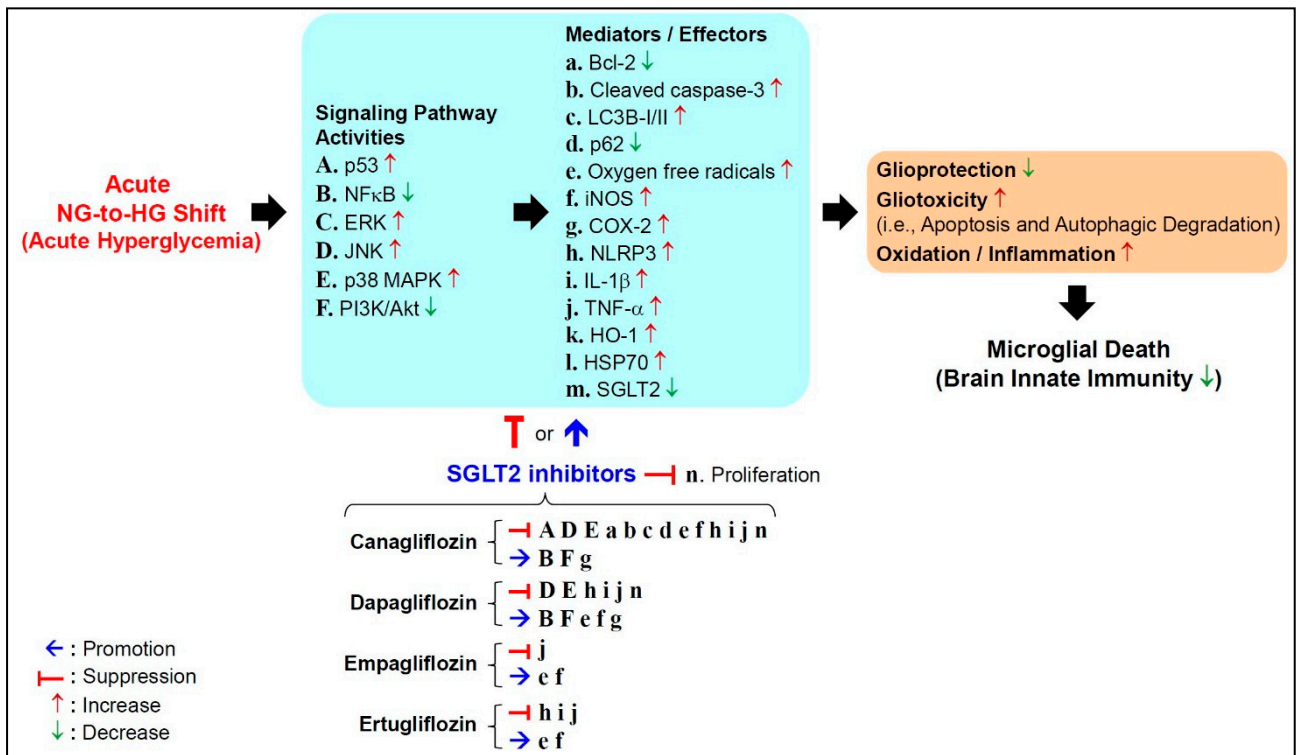 Acute
NG-to-HG Shift
(Acute Hyperglycemia)
Signaling Pathway
Activities
A. p53 ↑
B. NFκB ↓
C. ERK ↑
D. JNK ↑
E. p38 MAPK ↑
F. PI3K/Akt ↓
Mediators / Effectors
a. Bcl-2 ↓
b. Cleaved caspase-3 ↑
c. LC3B-I/II ↑
d. p62 ↓
e. Oxygen free radicals ↑
f. iNOS ↑
g. COX-2 ↑
h. NLRP3 ↑
i. IL-1β ↑
j. TNF-α ↑
k. HO-1 ↑
l. HSP70 ↑
m. SGLT2 ↓
Glioprotection ↓
Gliotoxicity ↑
(i.e., Apoptosis and Autophagic Degradation)
Oxidation / Inflammation ↑
Microglial Death
(Brain Innate Immunity ↓)
or
SGLT2 inhibitors
n. Proliferation
Canagliflozin
A D E a b c d e f h i j n
B F g
Dapagliflozin
D E h i j n
B F e f g
Empagliflozin
j
e f
Ertugliflozin
h i j
e f
← : Promotion
: Suppression
↑ : Increase
↓ : Decrease